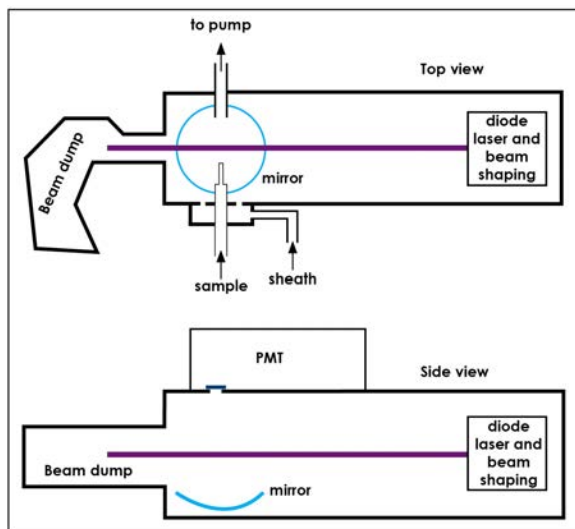 to pump
Top view
diode
laser and
beam
shaping
Beam dump
mirror
sample
sheath
PMT
Side view
diode
laser and
beam
shaping
Beam dump
mirror